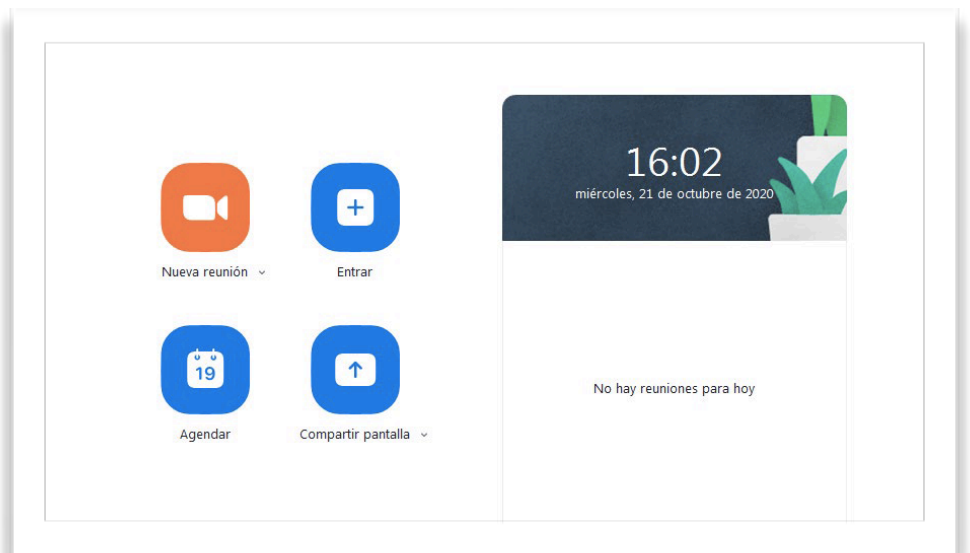 16:02
miércoles, 21 de octubre de 2020
Nueva reunión
Entrar
19
Agendar
Compartir pantalla
No hay reuniones para hoy